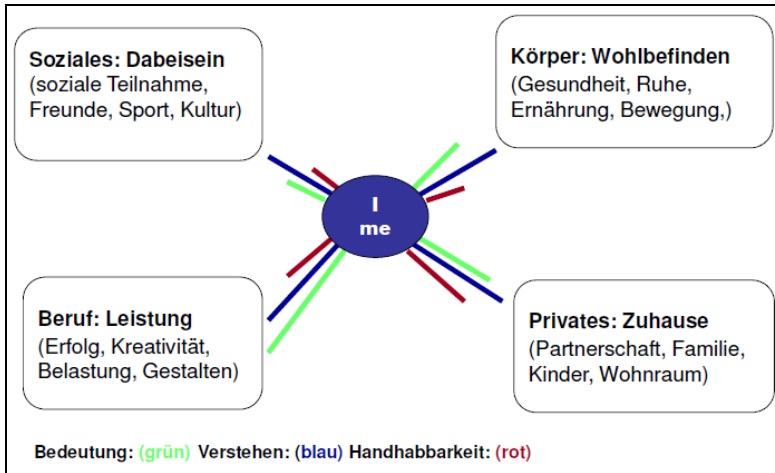 Soziales: Dabeisein
(soziale Teilnahme,
Freunde, Sport, Kultur)
Körper: Wohlbefinden
(Gesundheit, Ruhe,
Ernährung, Bewegung,)
I
me
Beruf: Leistung
(Erfolg, Kreativität,
Belastung, Gestalten)
Privates: Zuhause
(Partnerschaft, Familie,
Kinder, Wohnraum)
Bedeutung: (grün) Verstehen: (blau) Handhabbarkeit: (rot)